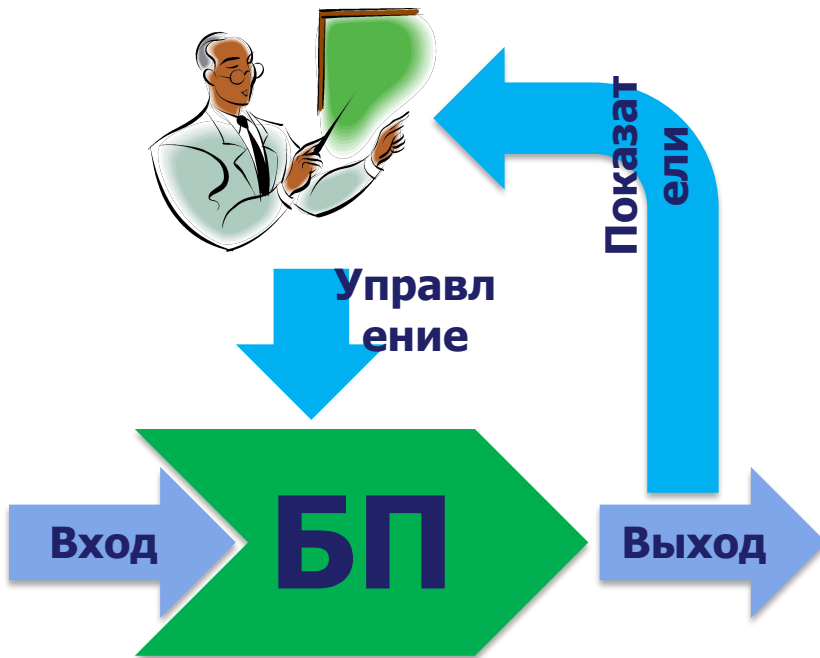 Показат
ели
Управл
ение
Вход
БП
Выход